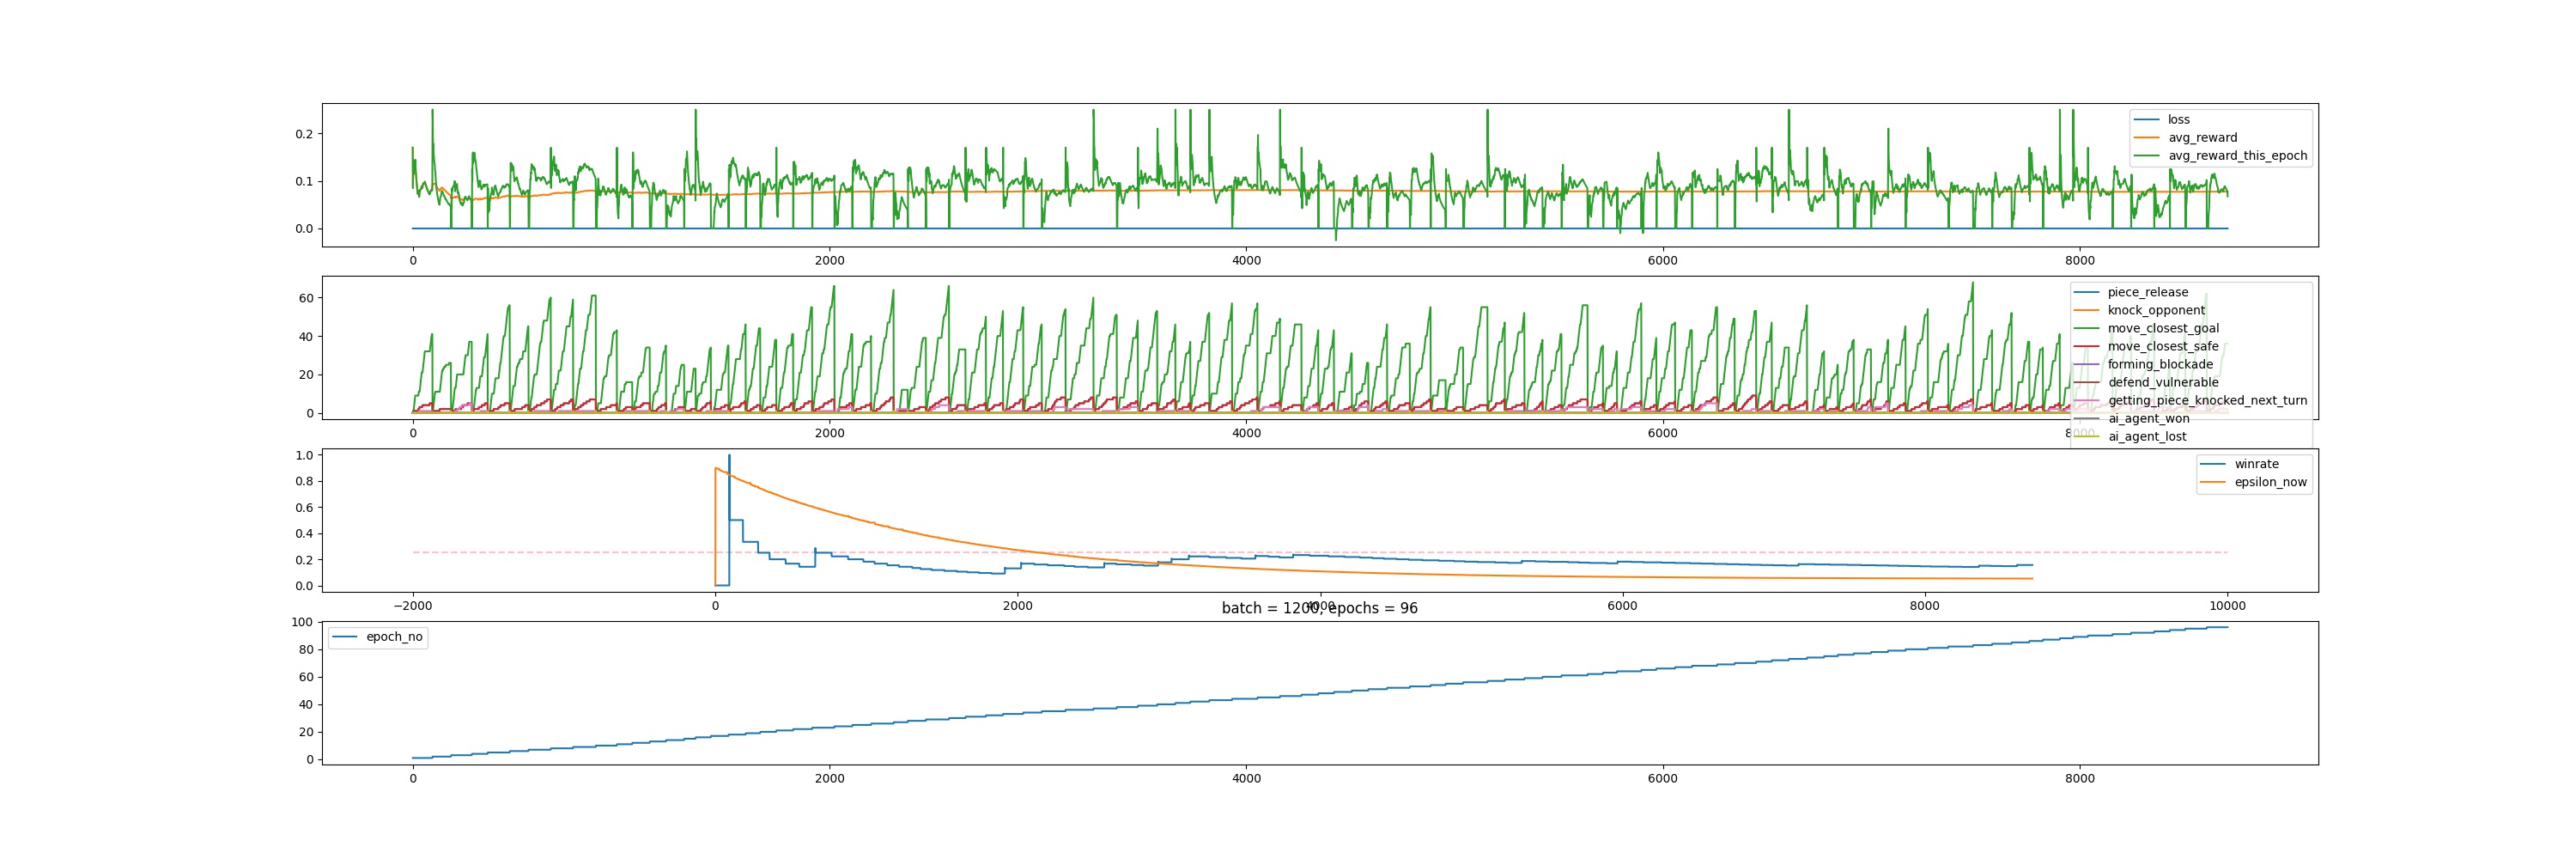 0.2
0.1
0.0
loss
avg_reward
avg_reward_this_epoch
0 2000 4000 6000 8000
60
40
20
0
piece_release
knock_opponent
move_closest_goal
move_closest_safe
forming_blockade
defend_vulnerable
getting_piece_knocked_next_turn
ai_agent_won
ai_agent_lost
0 2000 4000 6000 8000
1.0
0.8
0.6
0.4
0.2
0.0
winrate
epsilon_now
−2000 0 2000 4000 6000 8000 10000
batch = 1200, epochs = 96
100
80
60
40
20
0
epoch_no
0 2000 4000 6000 8000